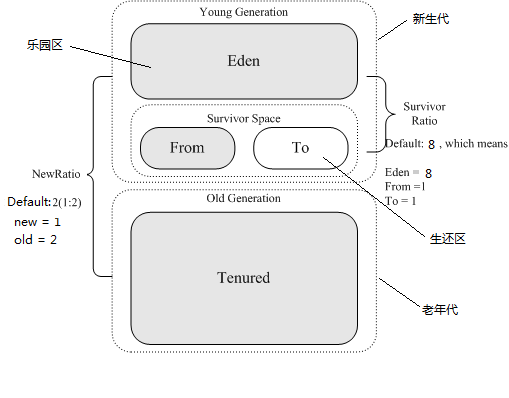 Young Generation
新生代
乐园区
Eden
Survivor Space
Survivor
Ratio
From
To
Default: 8 , which means
NewRatio
Eden = 8
From =1
To = 1
Default:2(1:2)
new = 1
old = 2
Old Generation
生还区
Tenured
老年代